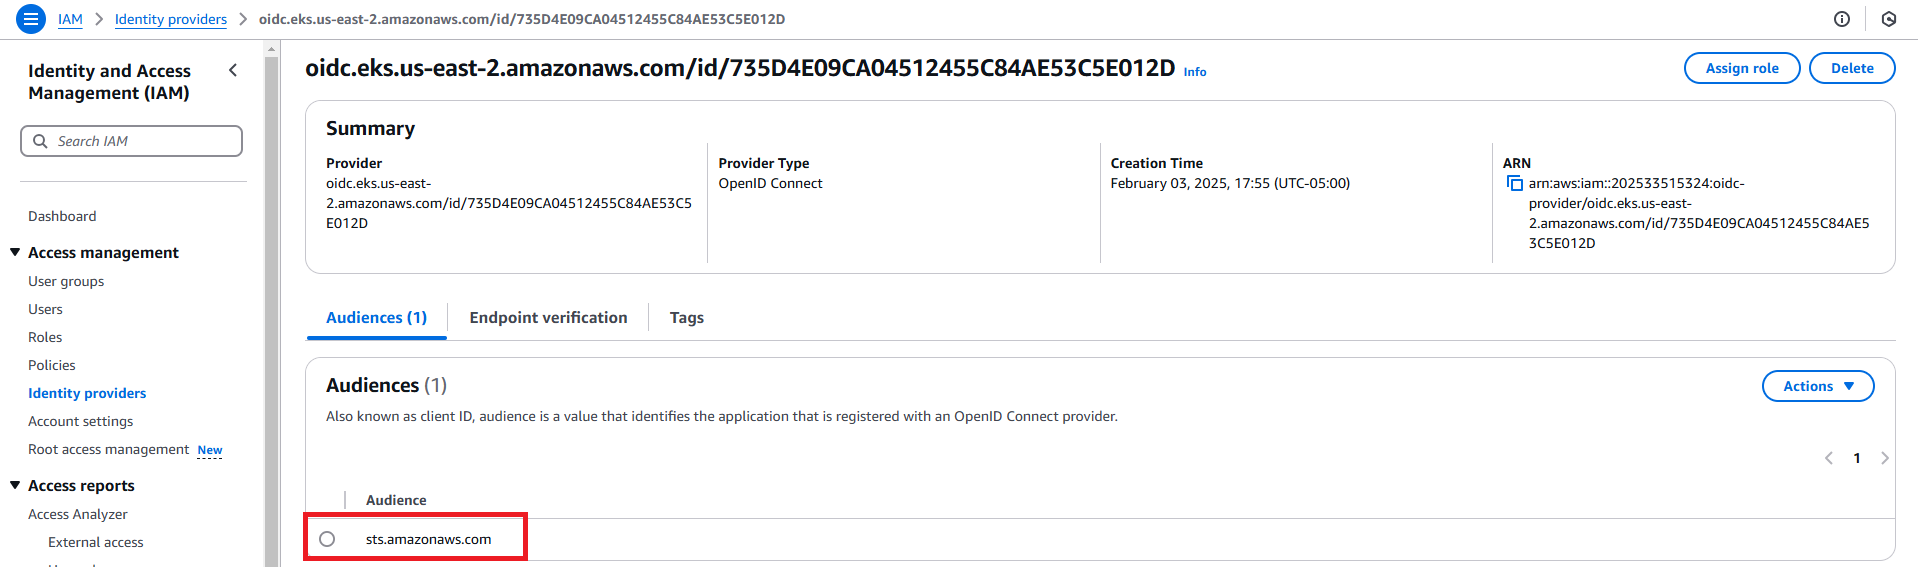 IAM > Identity providers > oidc.eks.us-east-2.amazonaws.com/id/735D4E09CA04512455C84AE53C5E012D
Identity and Access
Management (IAM)
Search IAM
Dashboard
Access management
User groups
Users
Roles
Policies
Identity providers
Account settings
Root access management New
Access reports
Access Analyzer
External access
oidc.eks.us-east-2.amazonaws.com/id/735D4E09CA04512455C84AE53C5E012D Info
Assign role
Delete
Summary
Provider
oidc.eks.us-east-
2.amazonaws.com/id/735D4E09CA04512455C84AE53C5
E012D
Provider Type
OpenID Connect
Creation Time
February 03, 2025, 17:55 (UTC-05:00)
ARN
arn:aws:iam::202533515324:oidc-
provider/oidc.eks.us-east-
2.amazonaws.com/id/735D4E09CA04512455C84AE5
3C5E012D
Audiences (1)
Endpoint verification
Tags
Audiences (1)
Actions
Also known as client ID, audience is a value that identifies the application that is registered with an OpenID Connect provider.
1
Audience
sts.amazonaws.com